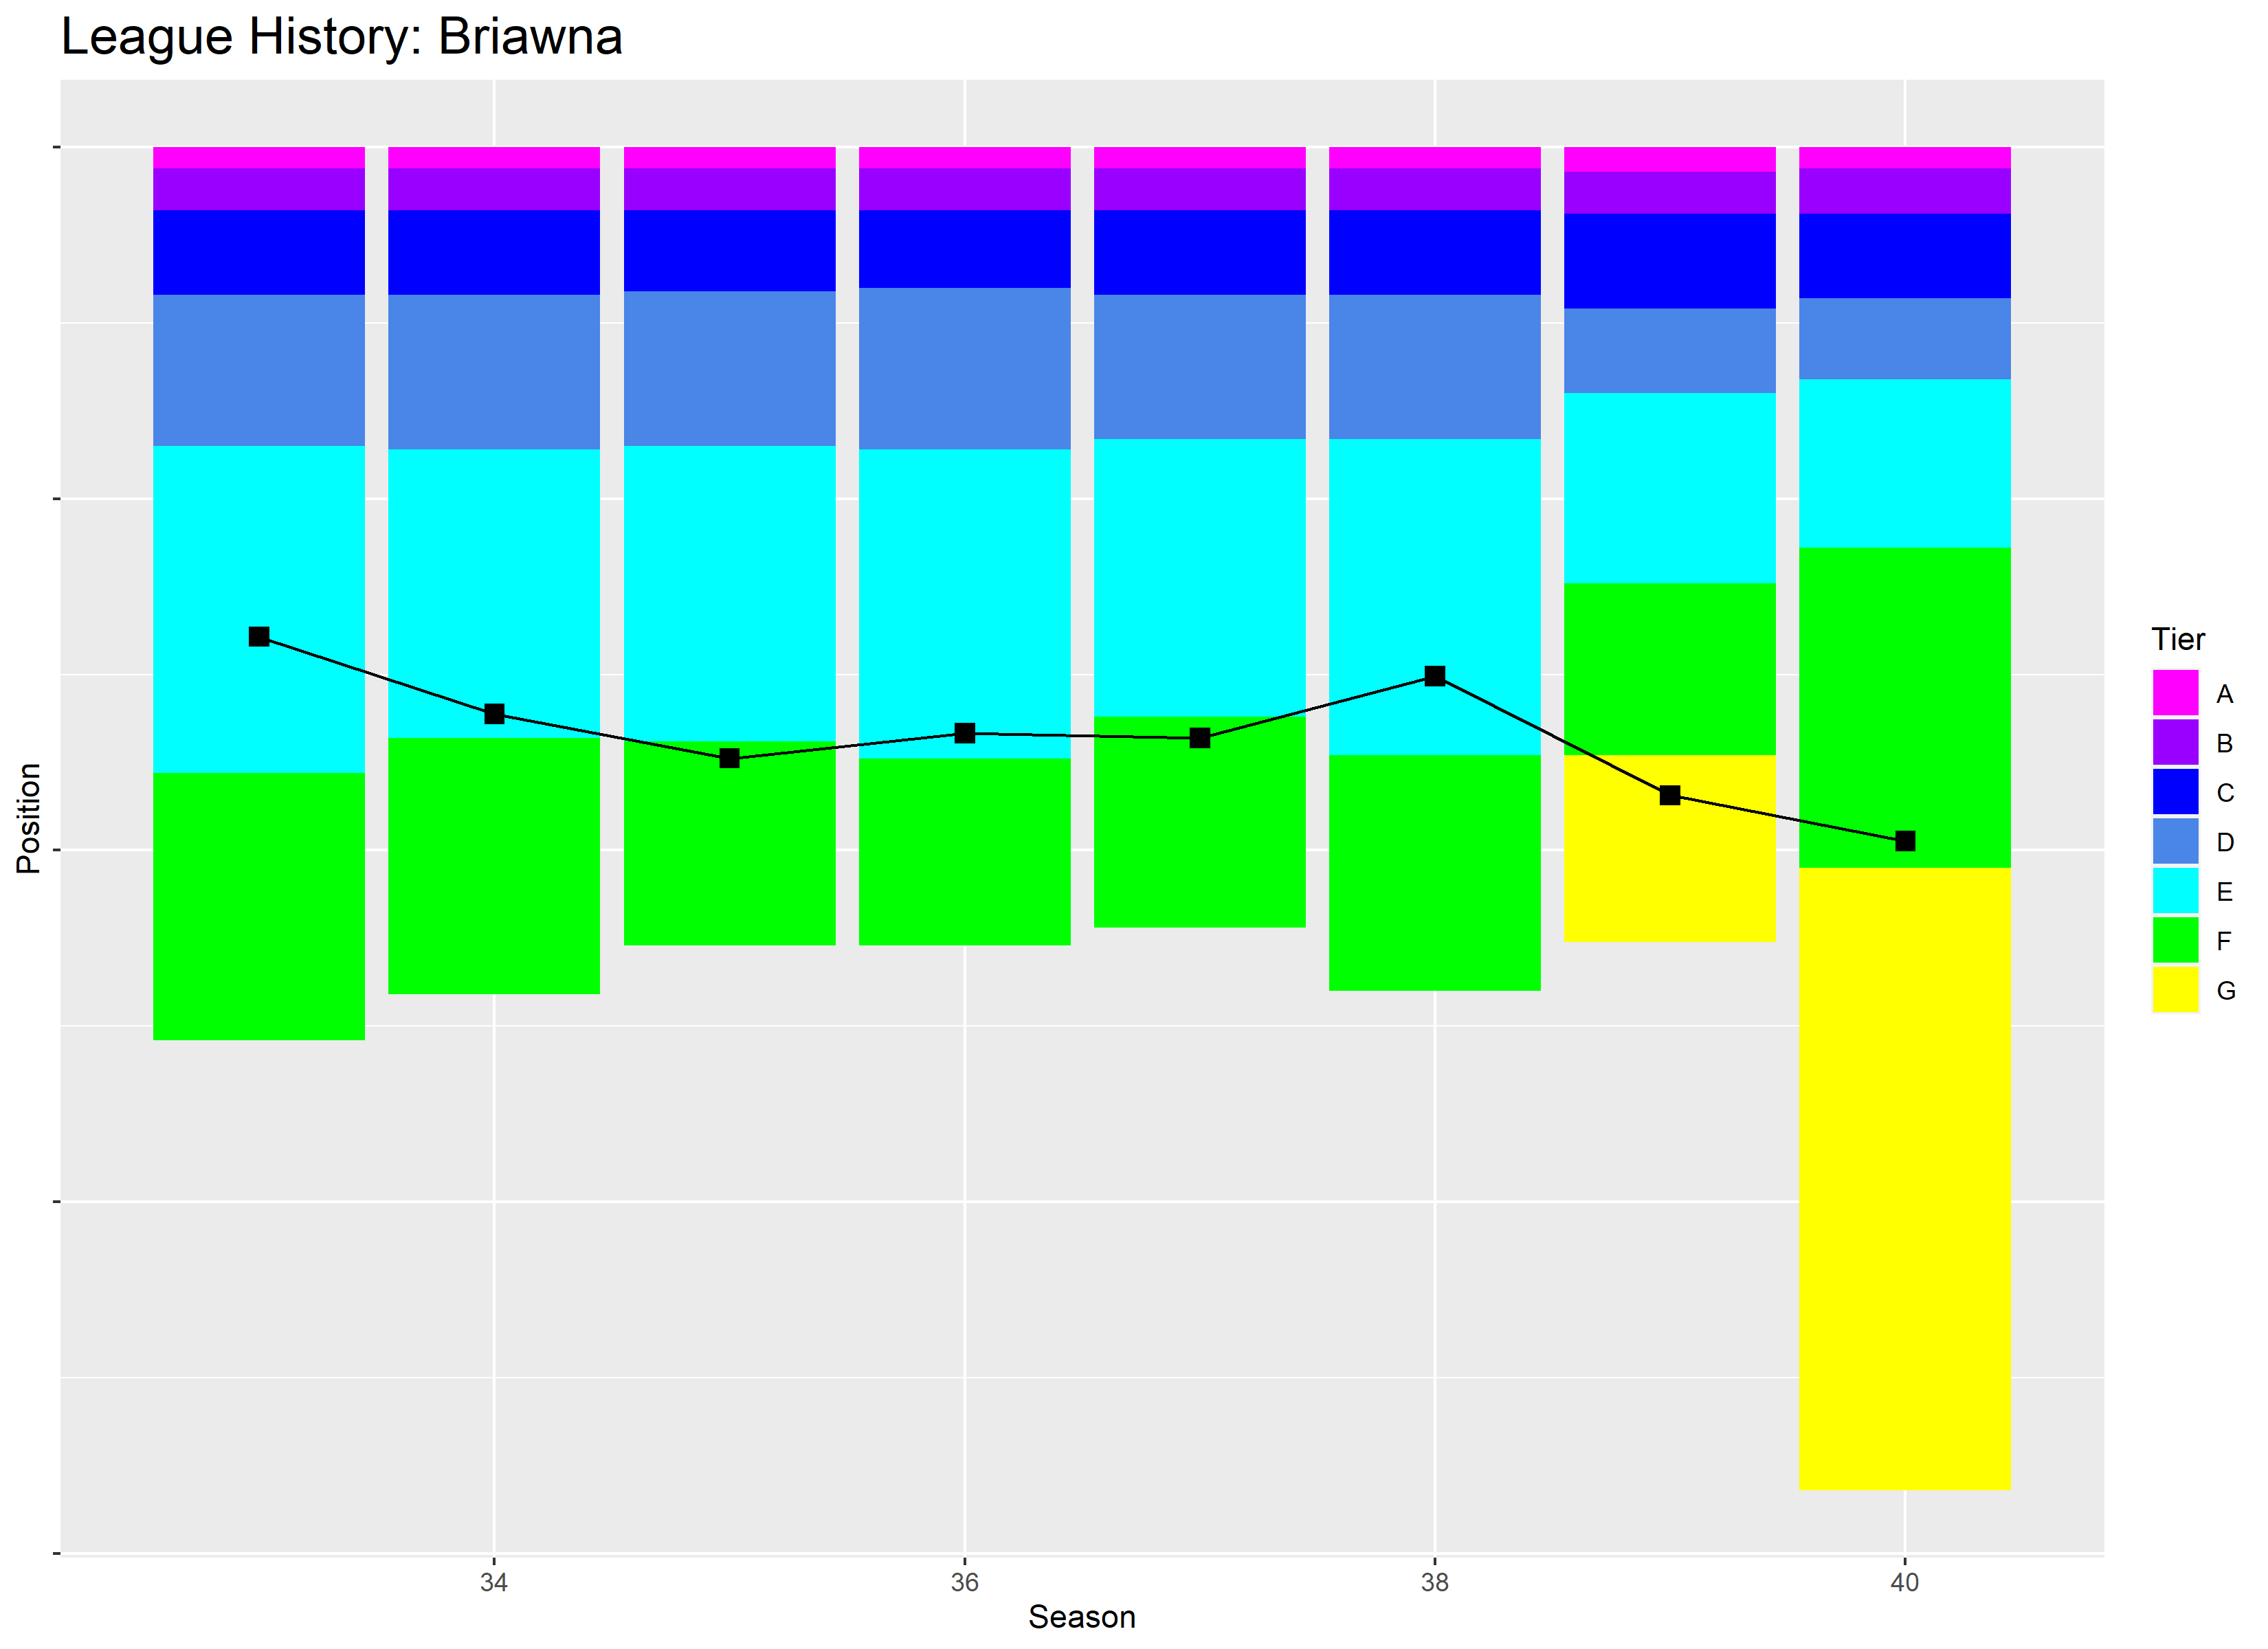 League History: Briawna
Position
34
36
38
40
Season
Tier
A
B
C
D
E
F
G